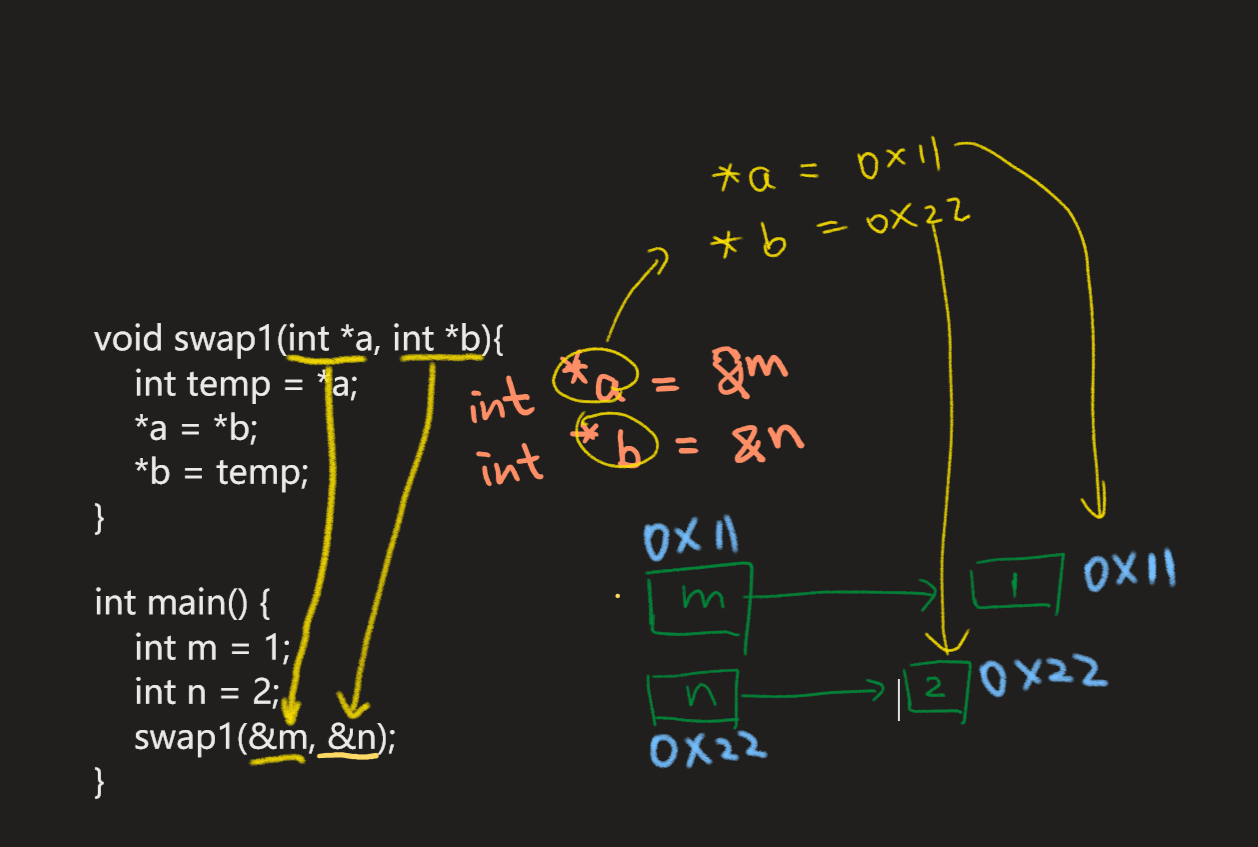 *a = 0x11
*b = 0x22
void swap1(int *a, int *b){
int temp = *a;
*a = *b;
*b = temp;
}
int *a = &m
int *b = &n
int main() {
int m = 1;
int n = 2;
swap1(&m, &n);
}
0x11
m
1
0x11
n
2
0x22
0x22